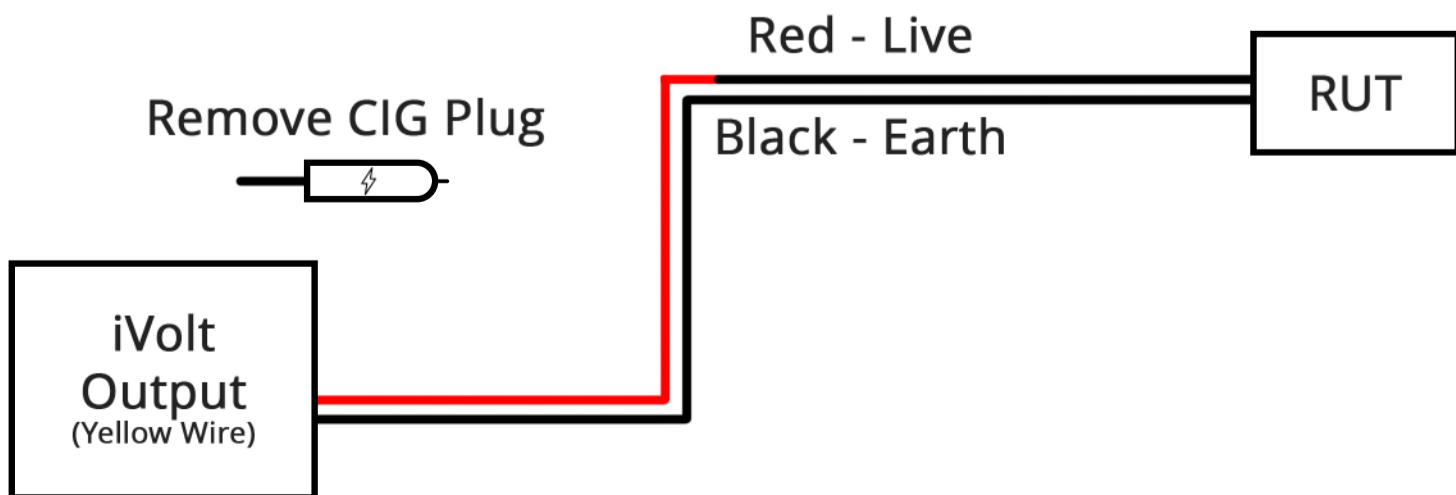 Red - Live
RUT
Remove CIG Plug
Black - Earth
iVolt
Output
(Yellow Wire)